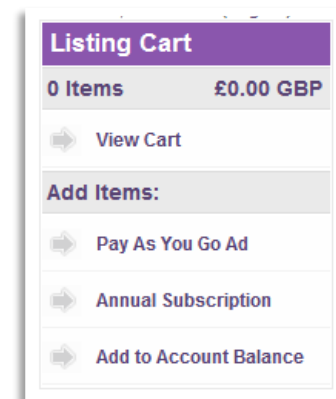 Listing Cart
0 Items £0.00 GBP
View Cart
Add Items:
Pay As You Go Ad
Annual Subscription
Add to Account Balance